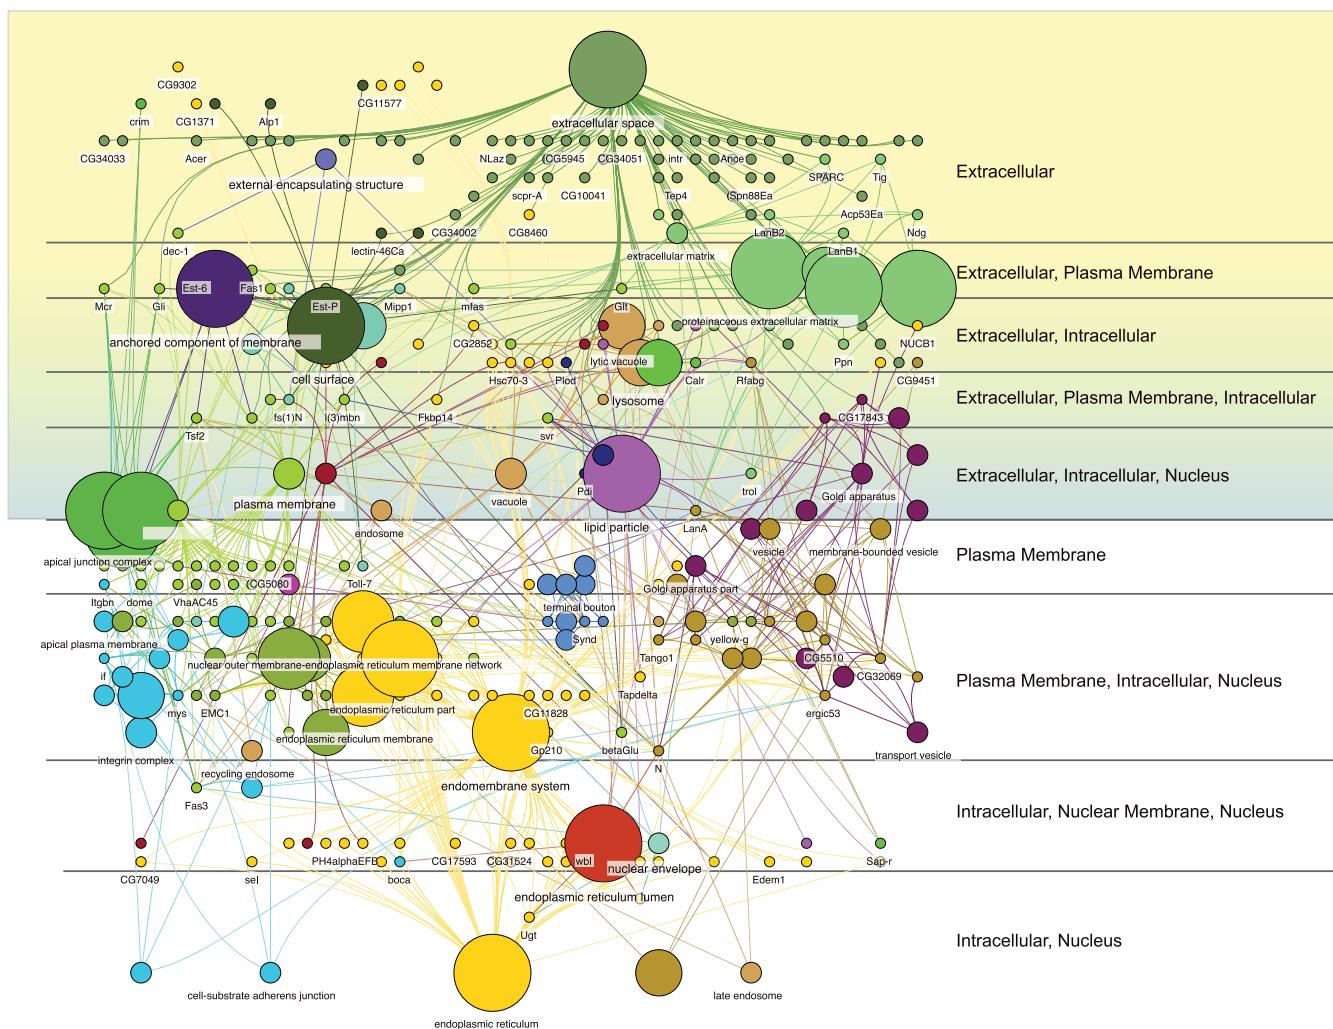 CG9302
CG11577
crim
CG1371
Alp1
extracellular space
CG34033
Acer
NLaz
CG5945
CG34051
intr
Ance
external encapsulating structure
SPARC
Tig
Extracellular
scpr-A
CG10041
Tep4
Spn88Ea
CG34002
CG8460
Acp53Ea
LanB2
Ndg
dec-1
lectin-46Ca
extracellular matrix
LanB1
Extracellular, Plasma Membrane
Est-6
Fas1
Mcr
Gli
Est-P
Mipp1
mfas
Glt
proteinaceous extracellular matrix
Extracellular, Intracellular
anchored component of membrane
CG2852
NUCB1
lytic vacuole
Ppn
cell surface
Hsc70-3
Plod
Calr
Rfabg
CG9451
lysosome
Extracellular, Plasma Membrane, Intracellular
fs(1)N
l(3)mbn
Fkbp14
CG17843
Tsf2
svr
Extracellular, Intracellular, Nucleus
Pdi
trol
Golgi apparatus
plasma membrane
vacuole
lipid particle
LanA
endosome
apical junction complex
vesicle
membrane-bounded vesicle
Plasma Membrane
CG5080
Toll-7
Golgi apparatus part
Itgbn
dome
VhaAC45
terminal bouton
apical plasma membrane
Synd
yellow-g
nuclear outer membrane-endoplasmic reticulum membrane network
Tango1
CG5510
if
CG32069
Plasma Membrane, Intracellular, Nucleus
mys
EMC1
endoplasmic reticulum part
CG11828
Tapdelta
ergic53
endoplasmic reticulum membrane
Gp210
betaGlu
integrin complex
transport vesicle
recycling endosome
N
endomembrane system
Fas3
Intracellular, Nuclear Membrane, Nucleus
PH4alphaEFB
CG17593
CG31524
wbl
nuclear envelope
Sap-r
CG7049
sel
boca
Edem1
endoplasmic reticulum lumen
Ugt
Intracellular, Nucleus
cell-substrate adherens junction
late endosome
endoplasmic reticulum